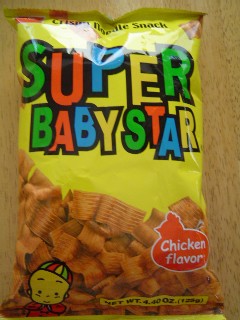 Crispy Noodle Snack
SUPER
BABY STAR
Chicken
flavor
NET WT. 4.40 OZ. (125g)